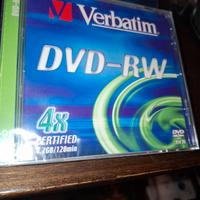 Verbatim
DVD-RW
4x
CERTIFIED
4.7GB/120min
DVD